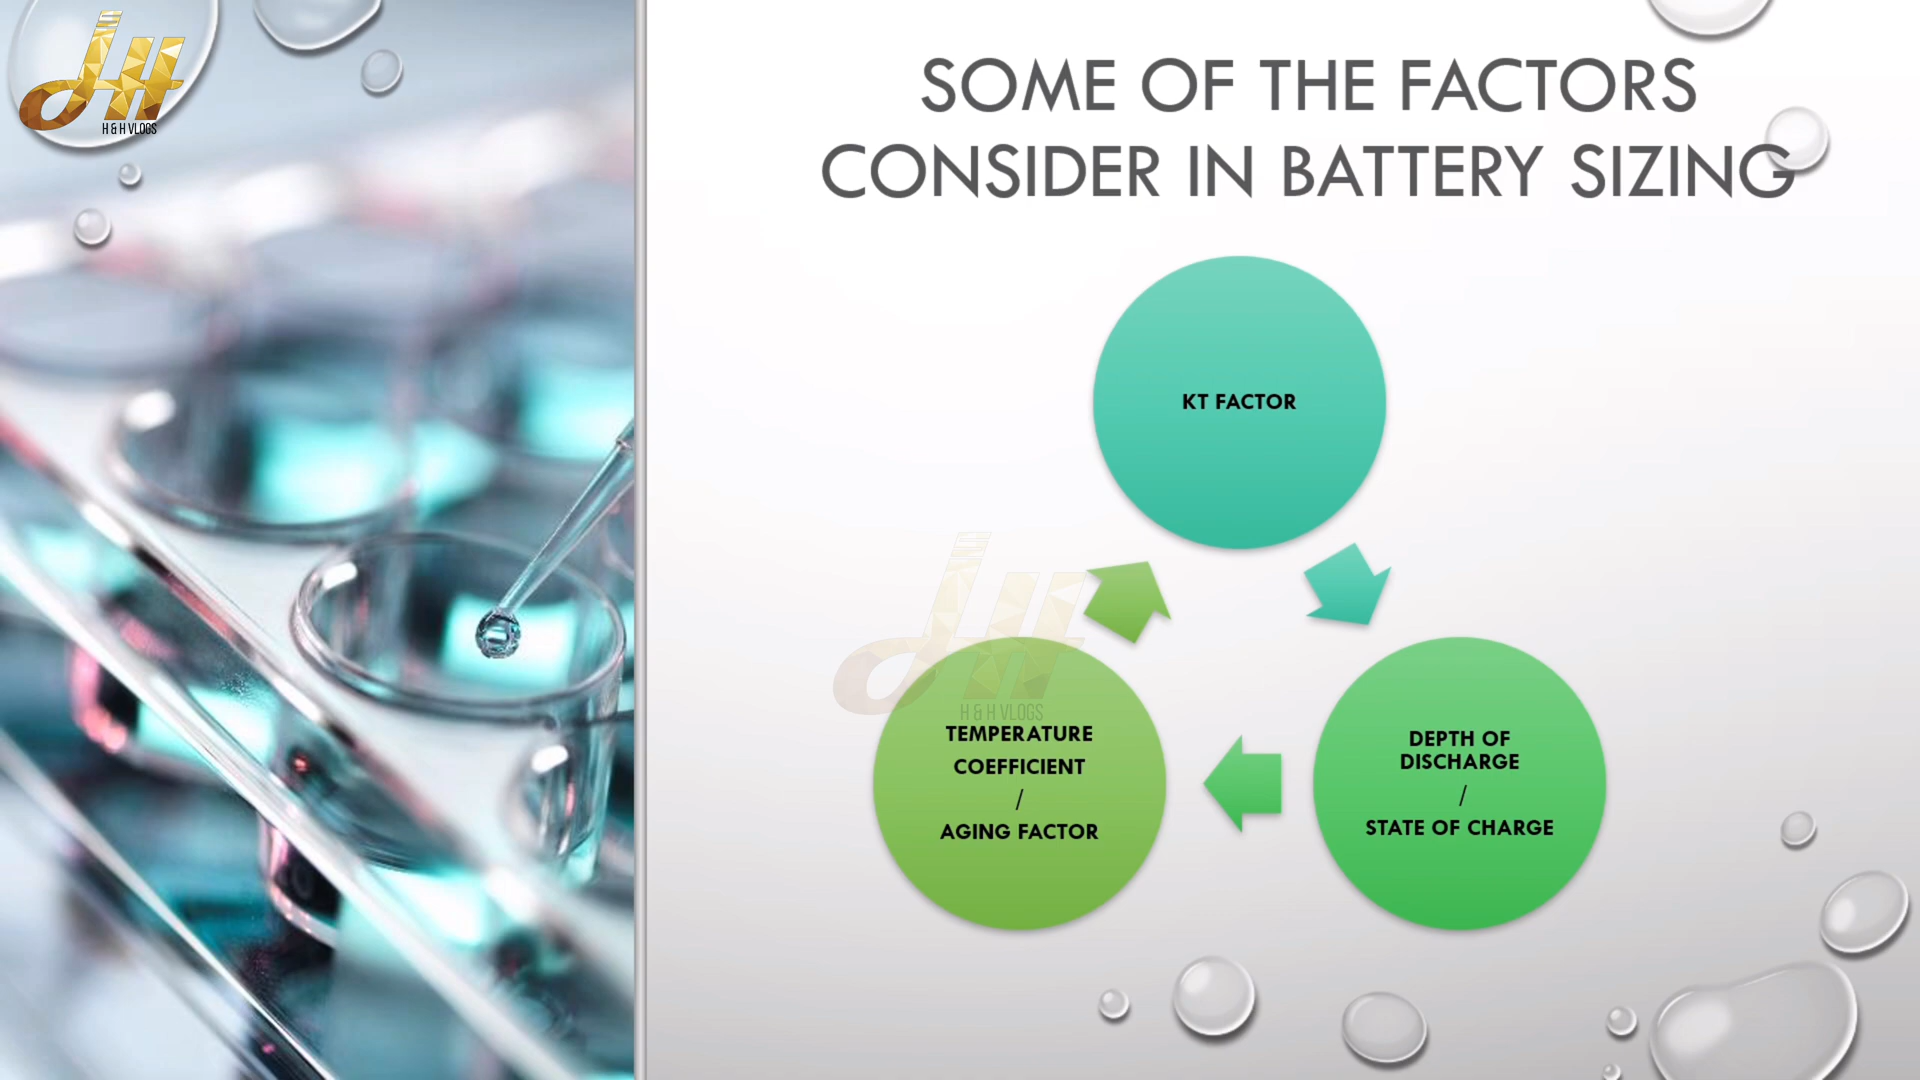 H & H VLOGS
SOME OF THE FACTORS
CONSIDER IN BATTERY SIZING
KT FACTOR
H & H VLOGS
TEMPERATURE
COEFFICIENT
/
AGING FACTOR
DEPTH OF
DISCHARGE
/
STATE OF CHARGE